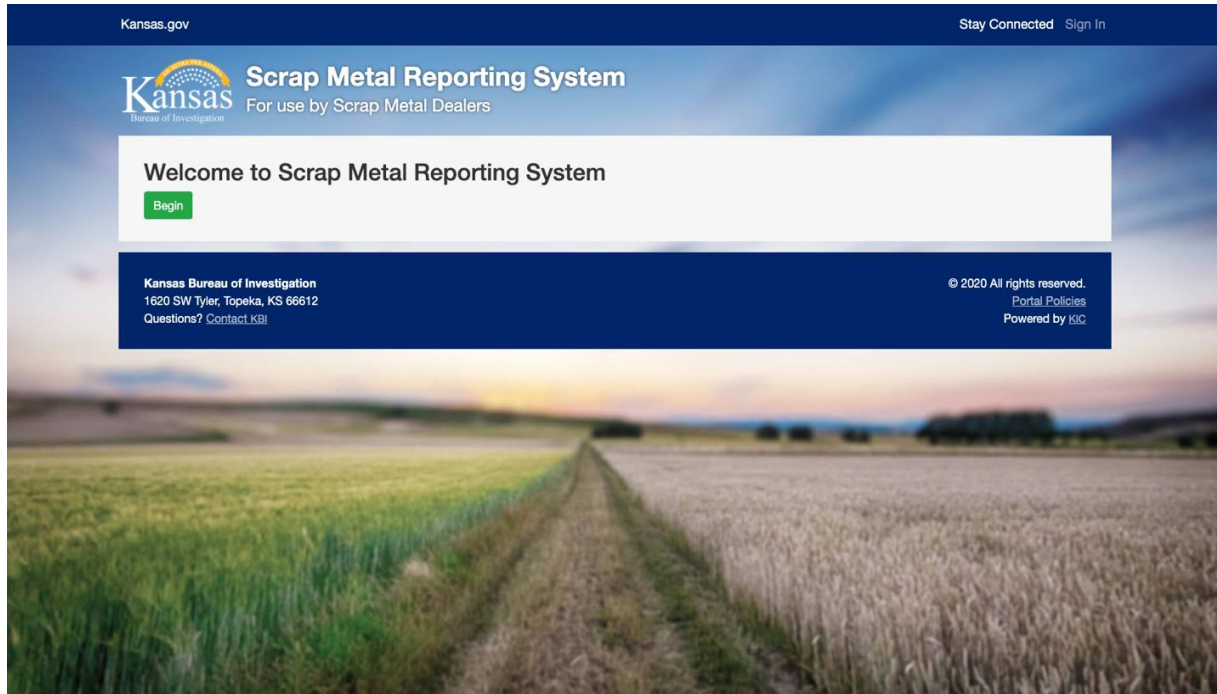 Kansas.gov
Stay Connected Sign In
Kansas
Bureau of Investigation
Scrap Metal Reporting System
For use by Scrap Metal Dealers
Welcome to Scrap Metal Reporting System
Begin
Kansas Bureau of Investigation
1620 SW Tyler, Topeka, KS 66612
Questions? Contact KBI
© 2020 All rights reserved.
Portal Policies
Powered by KIC